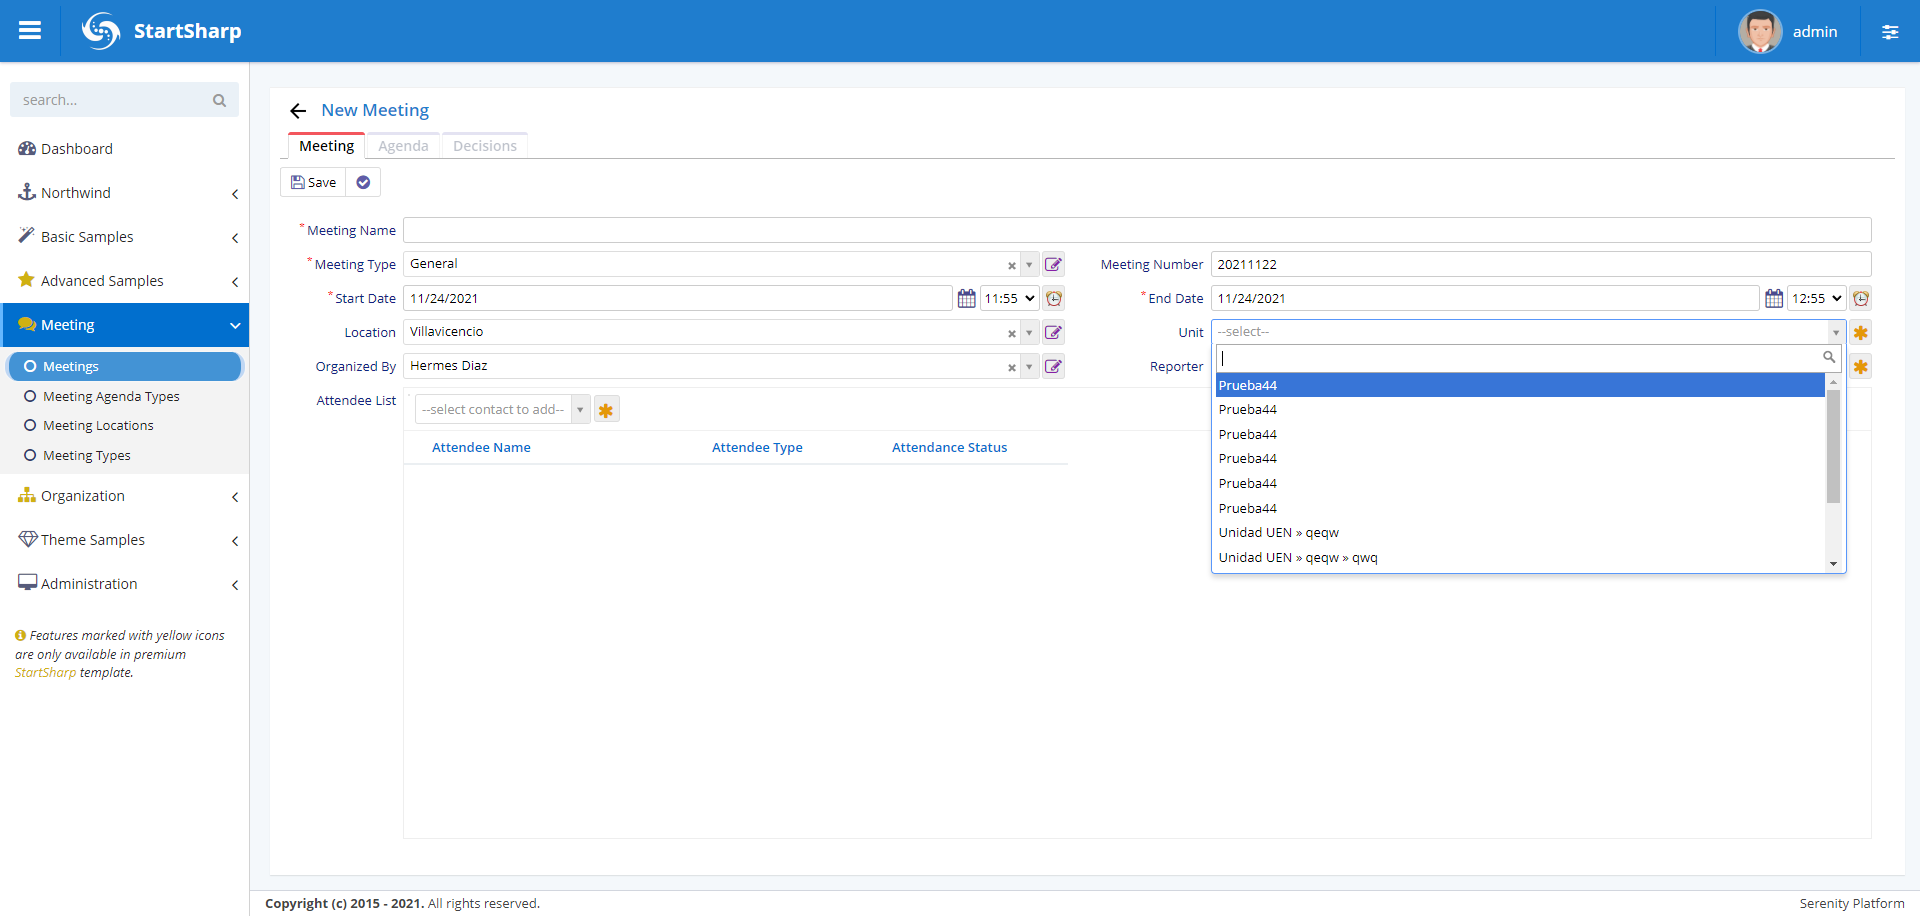 StartSharp
admin
search...
Dashboard
Northwind
Basic Samples
Advanced Samples
Meeting
Meetings
Meeting Agenda Types
Meeting Locations
Meeting Types
Organization
Theme Samples
Administration
Features marked with yellow icons
are only available in premium
StartSharp template.
New Meeting
Meeting Agenda Decisions
Save
* Meeting Name
* Meeting Type General
Meeting Number 20211122
* Start Date 11/24/2021 11:55
* End Date 11/24/2021 12:55
Location Villavicencio
Unit --select--
Organized By Hermes Diaz
Reporter
Prueba44
Prueba44
Prueba44
Prueba44
Prueba44
Prueba44
Unidad UEN » qeqw
Unidad UEN » qeqw » qwq
Attendee List --select contact to add--
Attendee Name Attendee Type Attendance Status
Copyright (c) 2015 - 2021. All rights reserved.
Serenity Platform